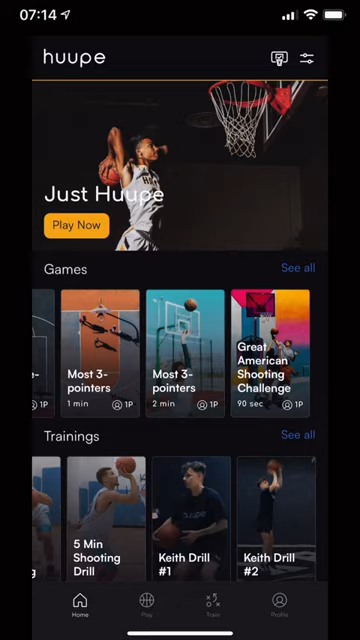 07:14
huupe
Just Huupe
Play Now
Games
See all
e-
1P
Most 3-
pointers
1 min
1P
Most 3-
pointers
2 min
1P
Great
American
Shooting
Challenge
90 sec
1P
Trainings
See all
g
5 Min
Shooting
Drill
Keith Drill
#1
Keith Drill
#2
Home
Play
Train
Profile